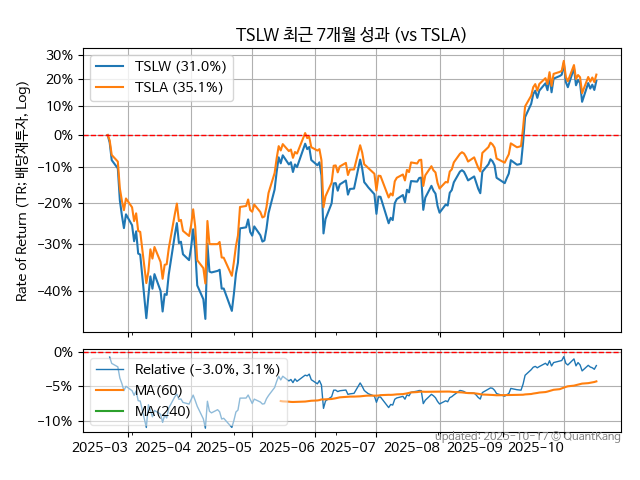 TSLW 최근 7개월 성과 (vs TSLA)
Rate of Return (TR: 배당재투자, Log)
30%
20%
10%
0%
−10%
−20%
−30%
−40%
TSLW (31.0%)
TSLA (35.1%)
0%
−5%
−10%
Relative (−3.0%, 3.1%)
MA(60)
MA(240)
2025-03 2025-04 2025-05 2025-06 2025-07 2025-08 2025-09 2025-10
updated: 2025-10-17 © QuantKang